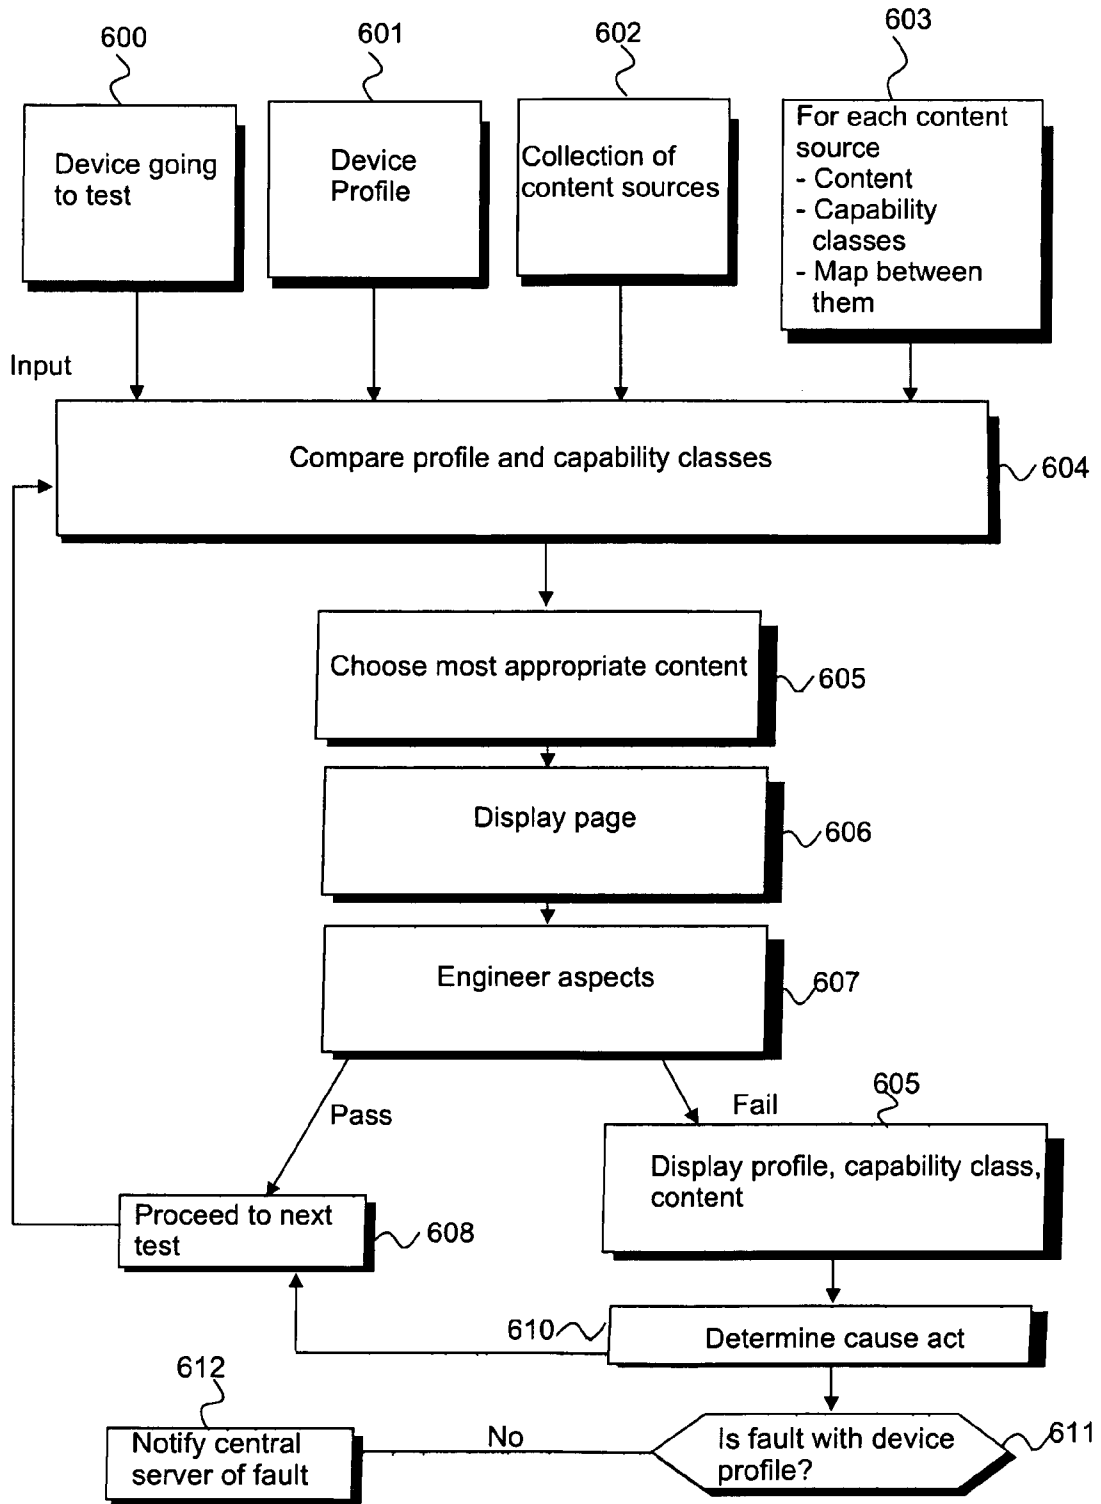 600
601
602
603
Device going
to test
Device
Profile
Collection of
content sources
For each content
source
- Content
- Capability
classes
- Map between
them
Input
Compare profile and capability classes
604
Choose most appropriate content
605
Display page
606
Engineer aspects
607
Pass
Fail
605
Display profile, capability class,
content
Proceed to next
test
608
610
Determine cause act
612
Notify central
server of fault
No
Is fault with device
profile?
611